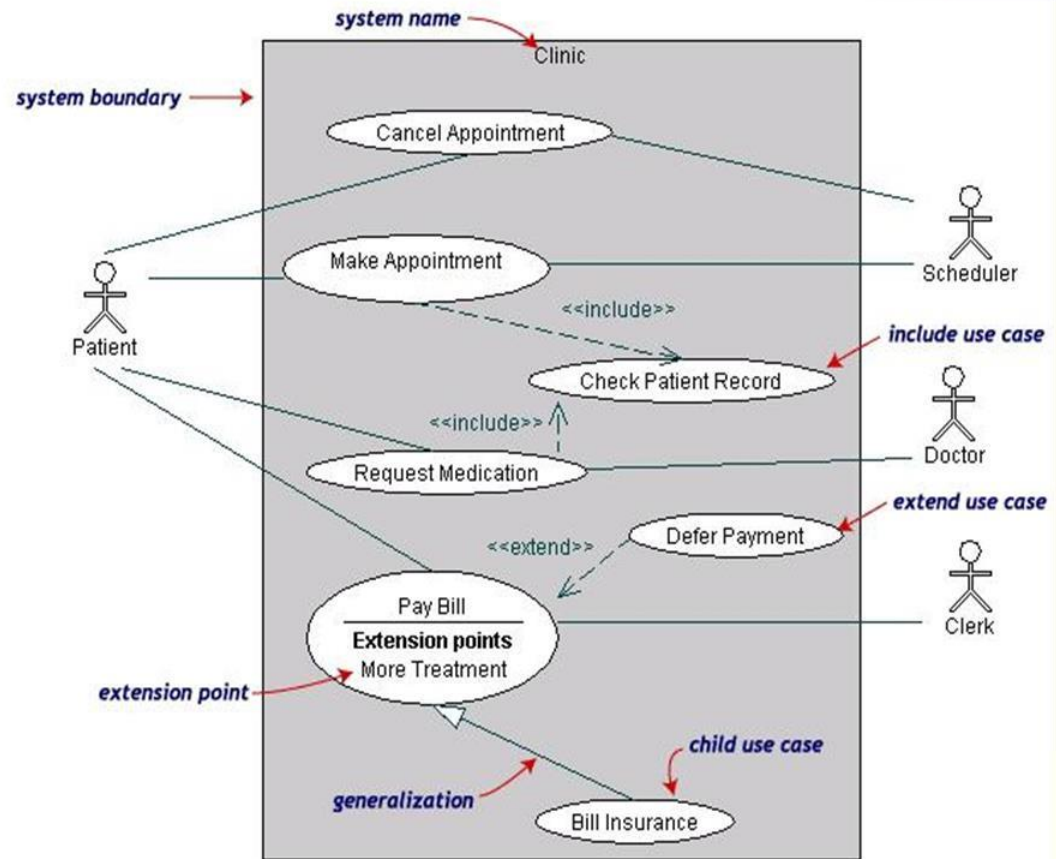 system name
Clinic
system boundary
Cancel Appointment
Make Appointment
Scheduler
Patient
<<include>>
include use case
Check Patient Record
<<include>>
Doctor
Request Medication
extend use case
Defer Payment
<<extend>>
Pay Bill
Clerk
Extension points
More Treatment
extension point
child use case
generalization
Bill Insurance